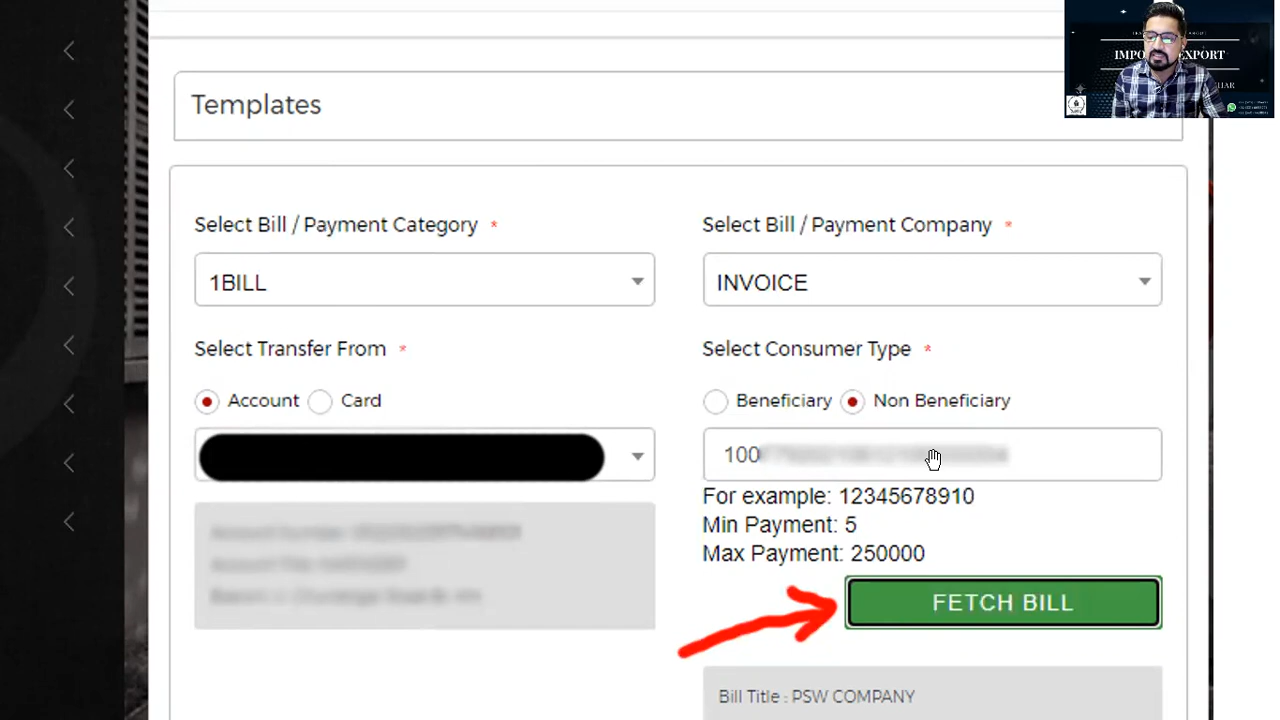 IMPO EXPORT
Templates
Select Bill / Payment Category *
Select Bill / Payment Company *
1BILL
INVOICE
Select Transfer From *
Select Consumer Type *
Account
Card
Beneficiary
Non Beneficiary
100
For example: 12345678910
Min Payment: 5
Max Payment: 250000
FETCH BILL
Bill Title : PSW COMPANY